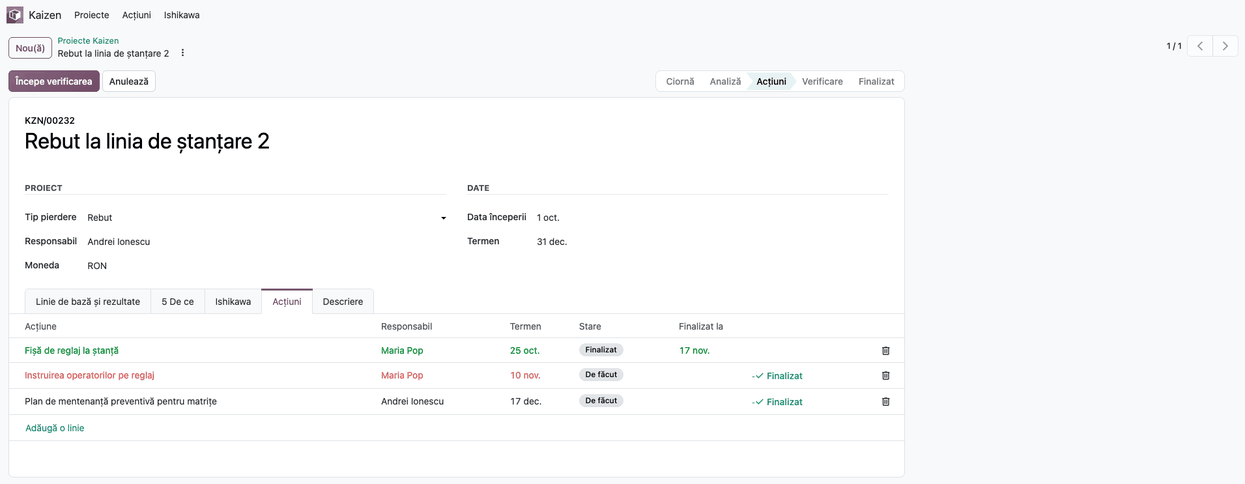 Kaizen Proiecte Acțiuni Ishikawa
Nou(ă) Proiecte Kaizen
Rebut la linia de ștanțare 2
1 / 1
Începe verificarea Anulează Ciornă Analiză Acțiuni Verificare Finalizat
KZN/00232
Rebut la linia de ștanțare 2
PROIECT DATE
Tip pierdere Rebut Data începerii 1 oct.
Responsabil Andrei Ionescu Termen 31 dec.
Moneda RON
Linie de bază și rezultate 5 De ce Ishikawa Acțiuni Descriere
Acțiune Responsabil Termen Stare Finalizat la
Fișă de reglaj la ștanță Maria Pop 25 oct. Finalizat 17 nov.
Instruirea operatorilor pe reglaj Maria Pop 10 nov. De făcut Finalizat
Plan de mentenanță preventivă pentru matrițe Andrei Ionescu 17 dec. De făcut Finalizat
Adăugă o linie